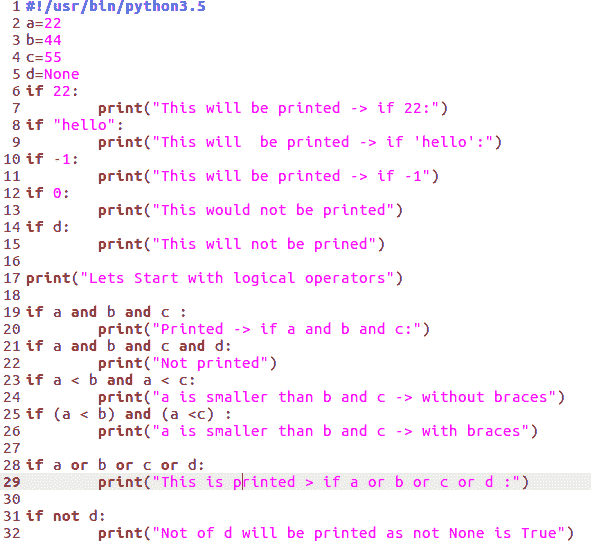 1 #!/usr/bin/python3.5
2 a=22
3 b=44
4 c=55
5 d=None
6 if 22:
7         print("This will be printed -> if 22:")
8 if "hello":
9         print("This will  be printed -> if 'hello':")
10 if -1:
11         print("This will be printed -> if -1")
12 if 0:
13         print("This would not be printed")
14 if d:
15         print("This will not be prined")
16
17 print("Lets Start with logical operators")
18
19 if a and b and c :
20         print("Printed -> if a and b and c:")
21 if a and b and c and d:
22         print("Not printed")
23 if a < b and a < c:
24         print("a is smaller than b and c -> without braces")
25 if (a < b) and (a <c) :
26         print("a is smaller than b and c -> with braces")
27
28 if a or b or c or d:
29         print("This is printed > if a or b or c or d :")
30
31 if not d:
32         print("Not of d will be printed as not None is True")